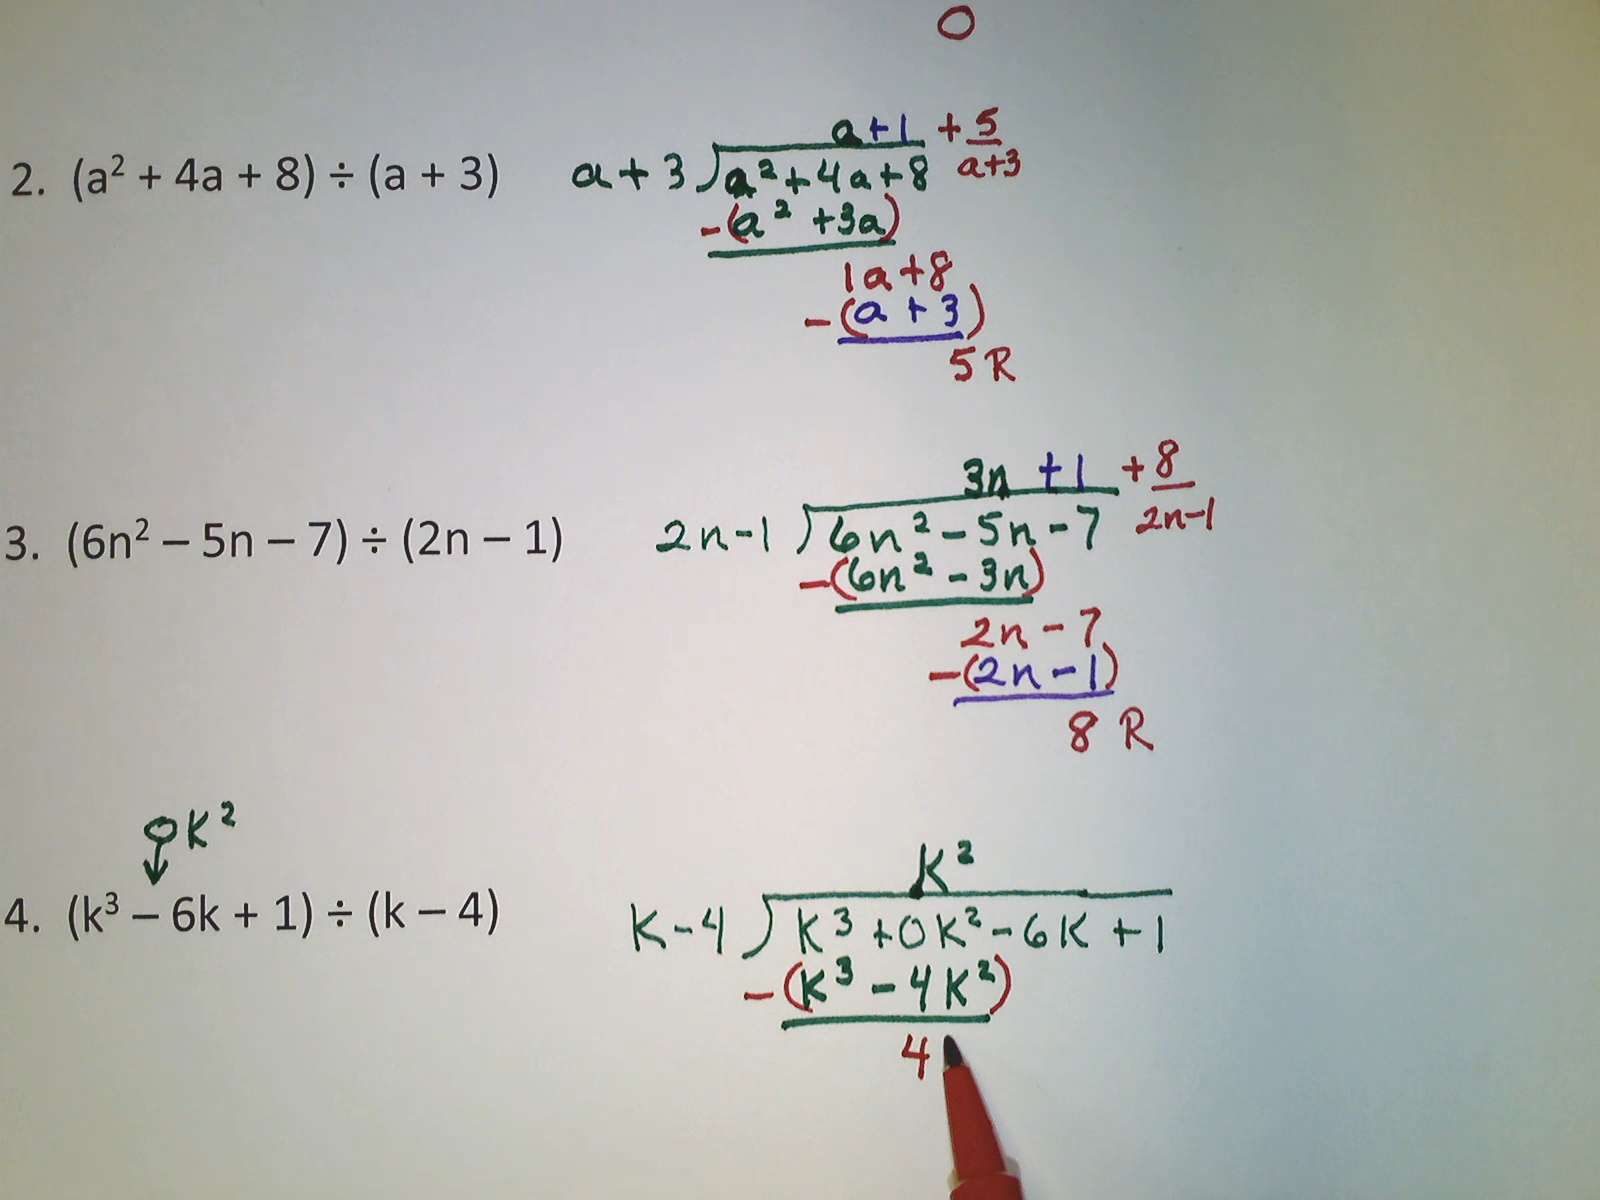 0
a+1 + 5/a+3
2. (a² + 4a + 8) ÷ (a + 3) a+3 a²+4a+8
-(a² +3a)
1a+8
-(a + 3)
5 R
3n +1 + 8/2n-1
3. (6n² – 5n – 7) ÷ (2n – 1) 2n-1 6n²-5n-7
-(6n² - 3n)
2n - 7
-(2n - 1)
8 R
0K²
K²
4. (k³ – 6k + 1) ÷ (k – 4) K-4 K³+0K²-6K+1
-(K³ - 4K²)
4